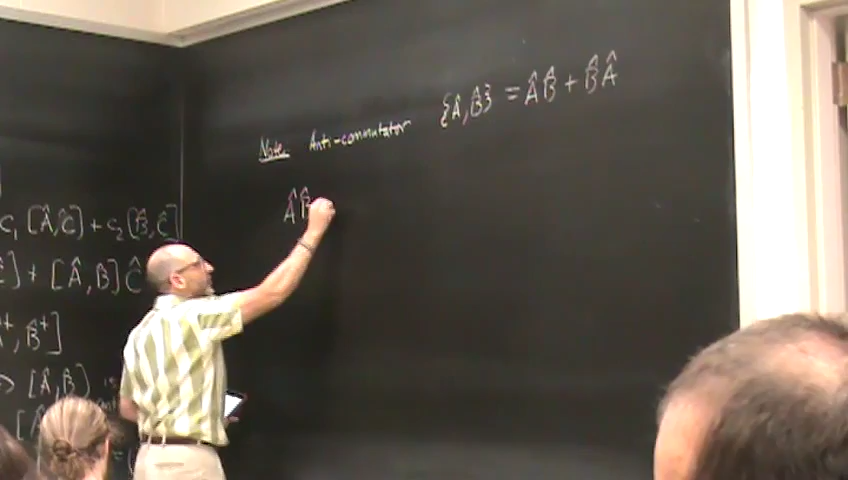 c₁ [Â,Ĉ] + c₂ [B̂,Ĉ]
] + [Â,B̂] Ĉ
, B̂⁺]
[Â,B̂]
Note Anti-commutator {Â,B̂} = ÂB̂ + B̂Â
ÂB̂